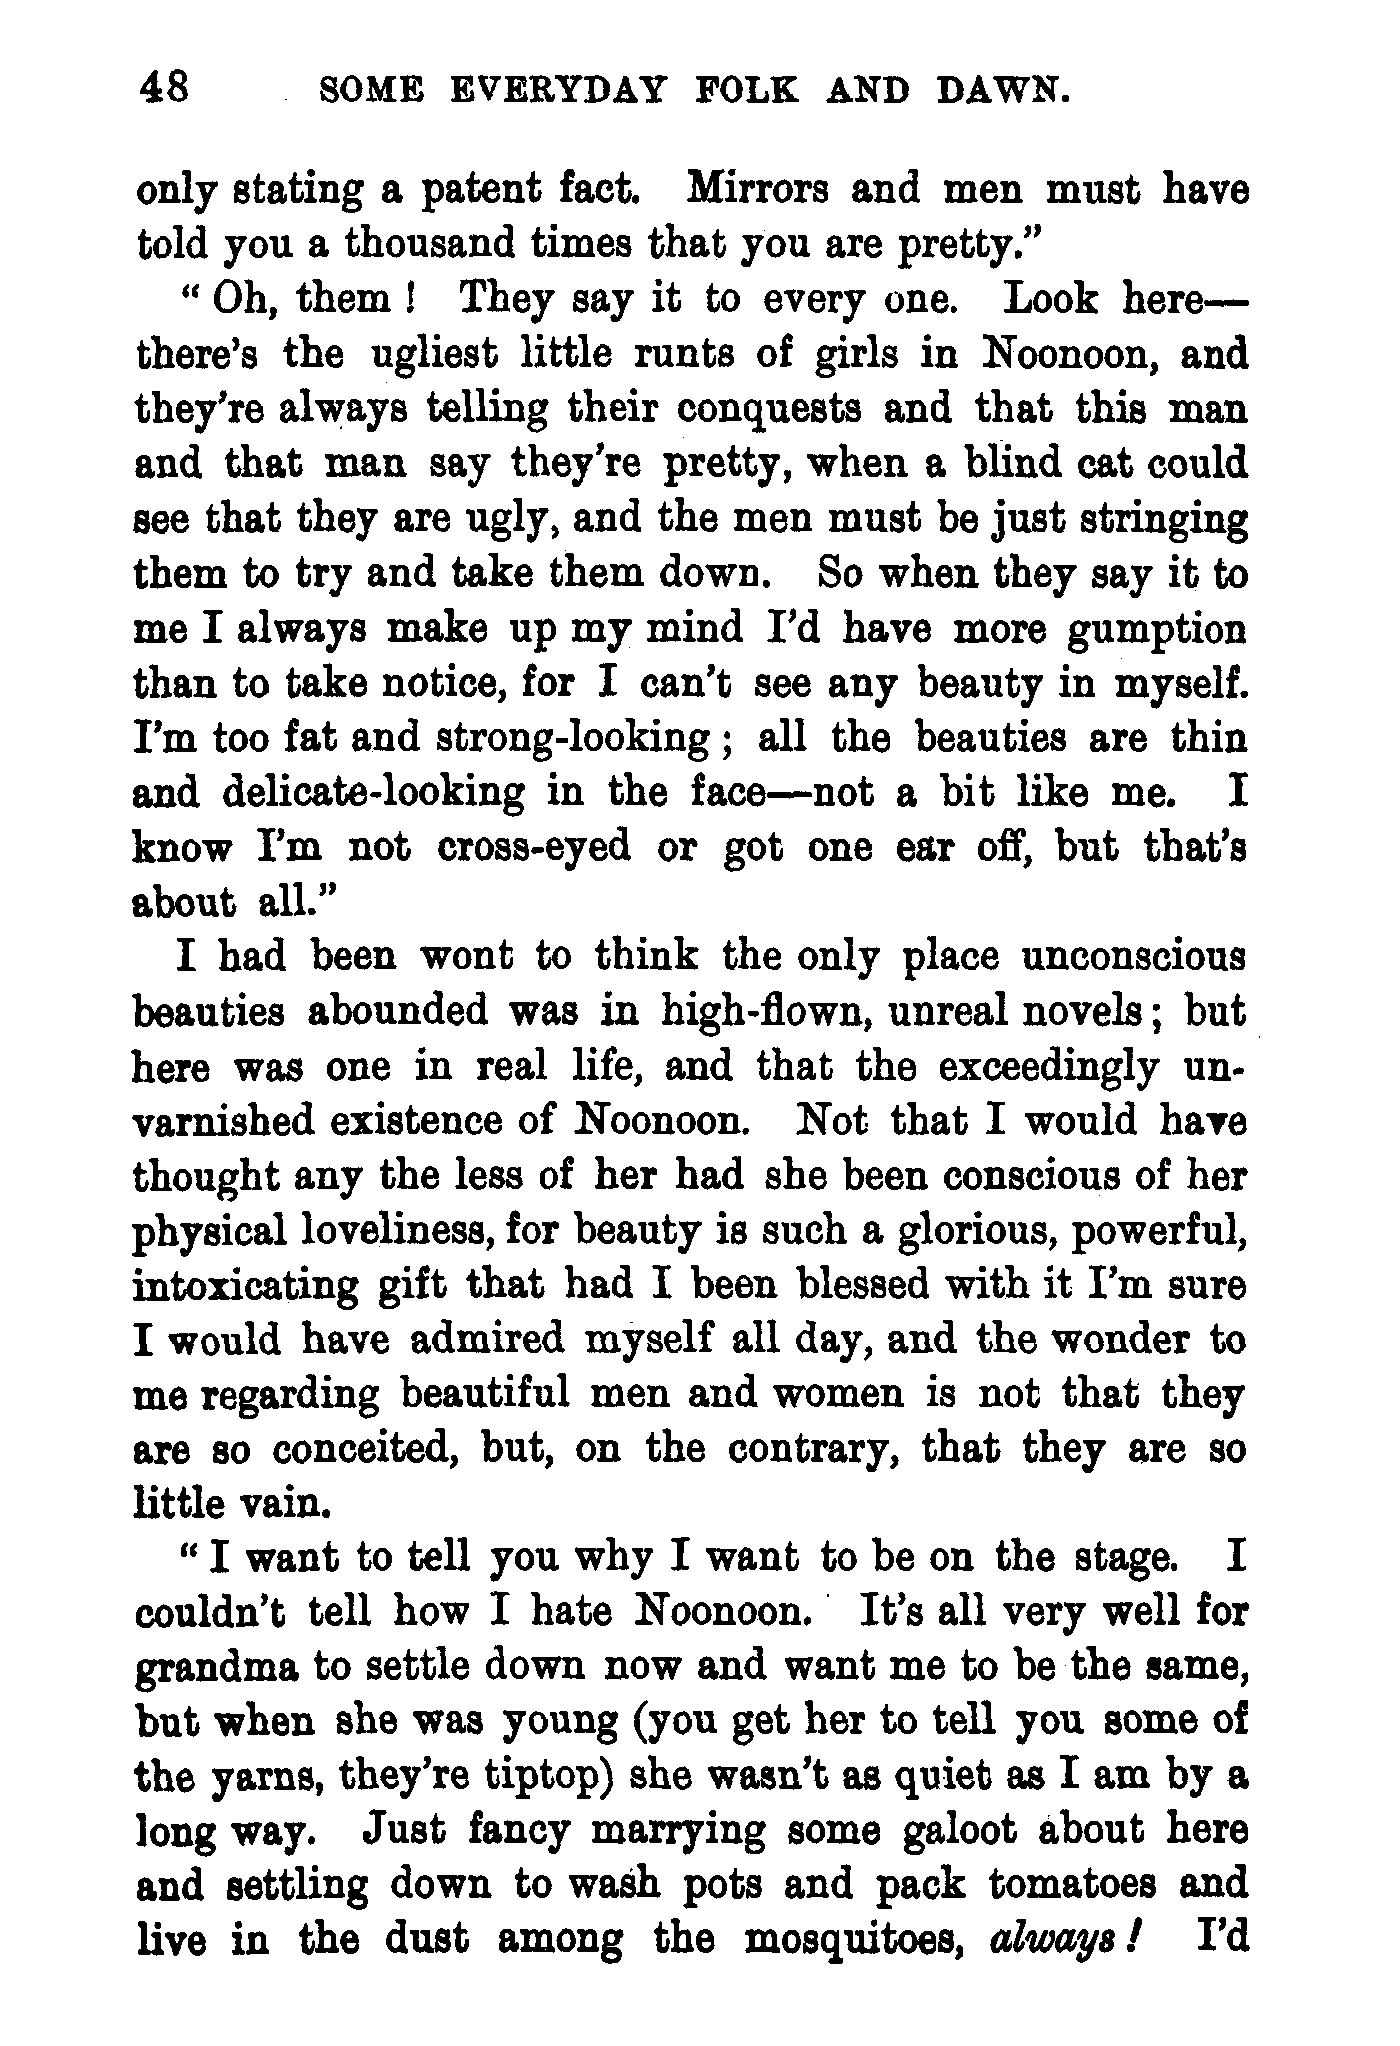 48 SOME EVERYDAY FOLK AND DAWN.
only stating a patent fact. Mirrors and men must have
told you a thousand times that you are pretty.”
“ Oh, them ! They say it to every one. Look here—
there’s the ugliest little runts of girls in Noonoon, and
they’re always telling their conquests and that this man
and that man say they’re pretty, when a blind cat could
see that they are ugly, and the men must be just stringing
them to try and take them down. So when they say it to
me I always make up my mind I’d have more gumption
than to take notice, for I can’t see any beauty in myself.
I’m too fat and strong-looking ; all the beauties are thin
and delicate-looking in the face—not a bit like me. I
know I’m not cross-eyed or got one ear off, but that’s
about all.”
I had been wont to think the only place unconscious
beauties abounded was in high-flown, unreal novels ; but
here was one in real life, and that the exceedingly un-
varnished existence of Noonoon. Not that I would have
thought any the less of her had she been conscious of her
physical loveliness, for beauty is such a glorious, powerful,
intoxicating gift that had I been blessed with it I’m sure
I would have admired myself all day, and the wonder to
me regarding beautiful men and women is not that they
are so conceited, but, on the contrary, that they are so
little vain.
“ I want to tell you why I want to be on the stage. I
couldn’t tell how I hate Noonoon. It’s all very well for
grandma to settle down now and want me to be the same,
but when she was young (you get her to tell you some of
the yarns, they’re tiptop) she wasn’t as quiet as I am by a
long way. Just fancy marrying some galoot about here
and settling down to wash pots and pack tomatoes and
live in the dust among the mosquitoes, always ! I’d